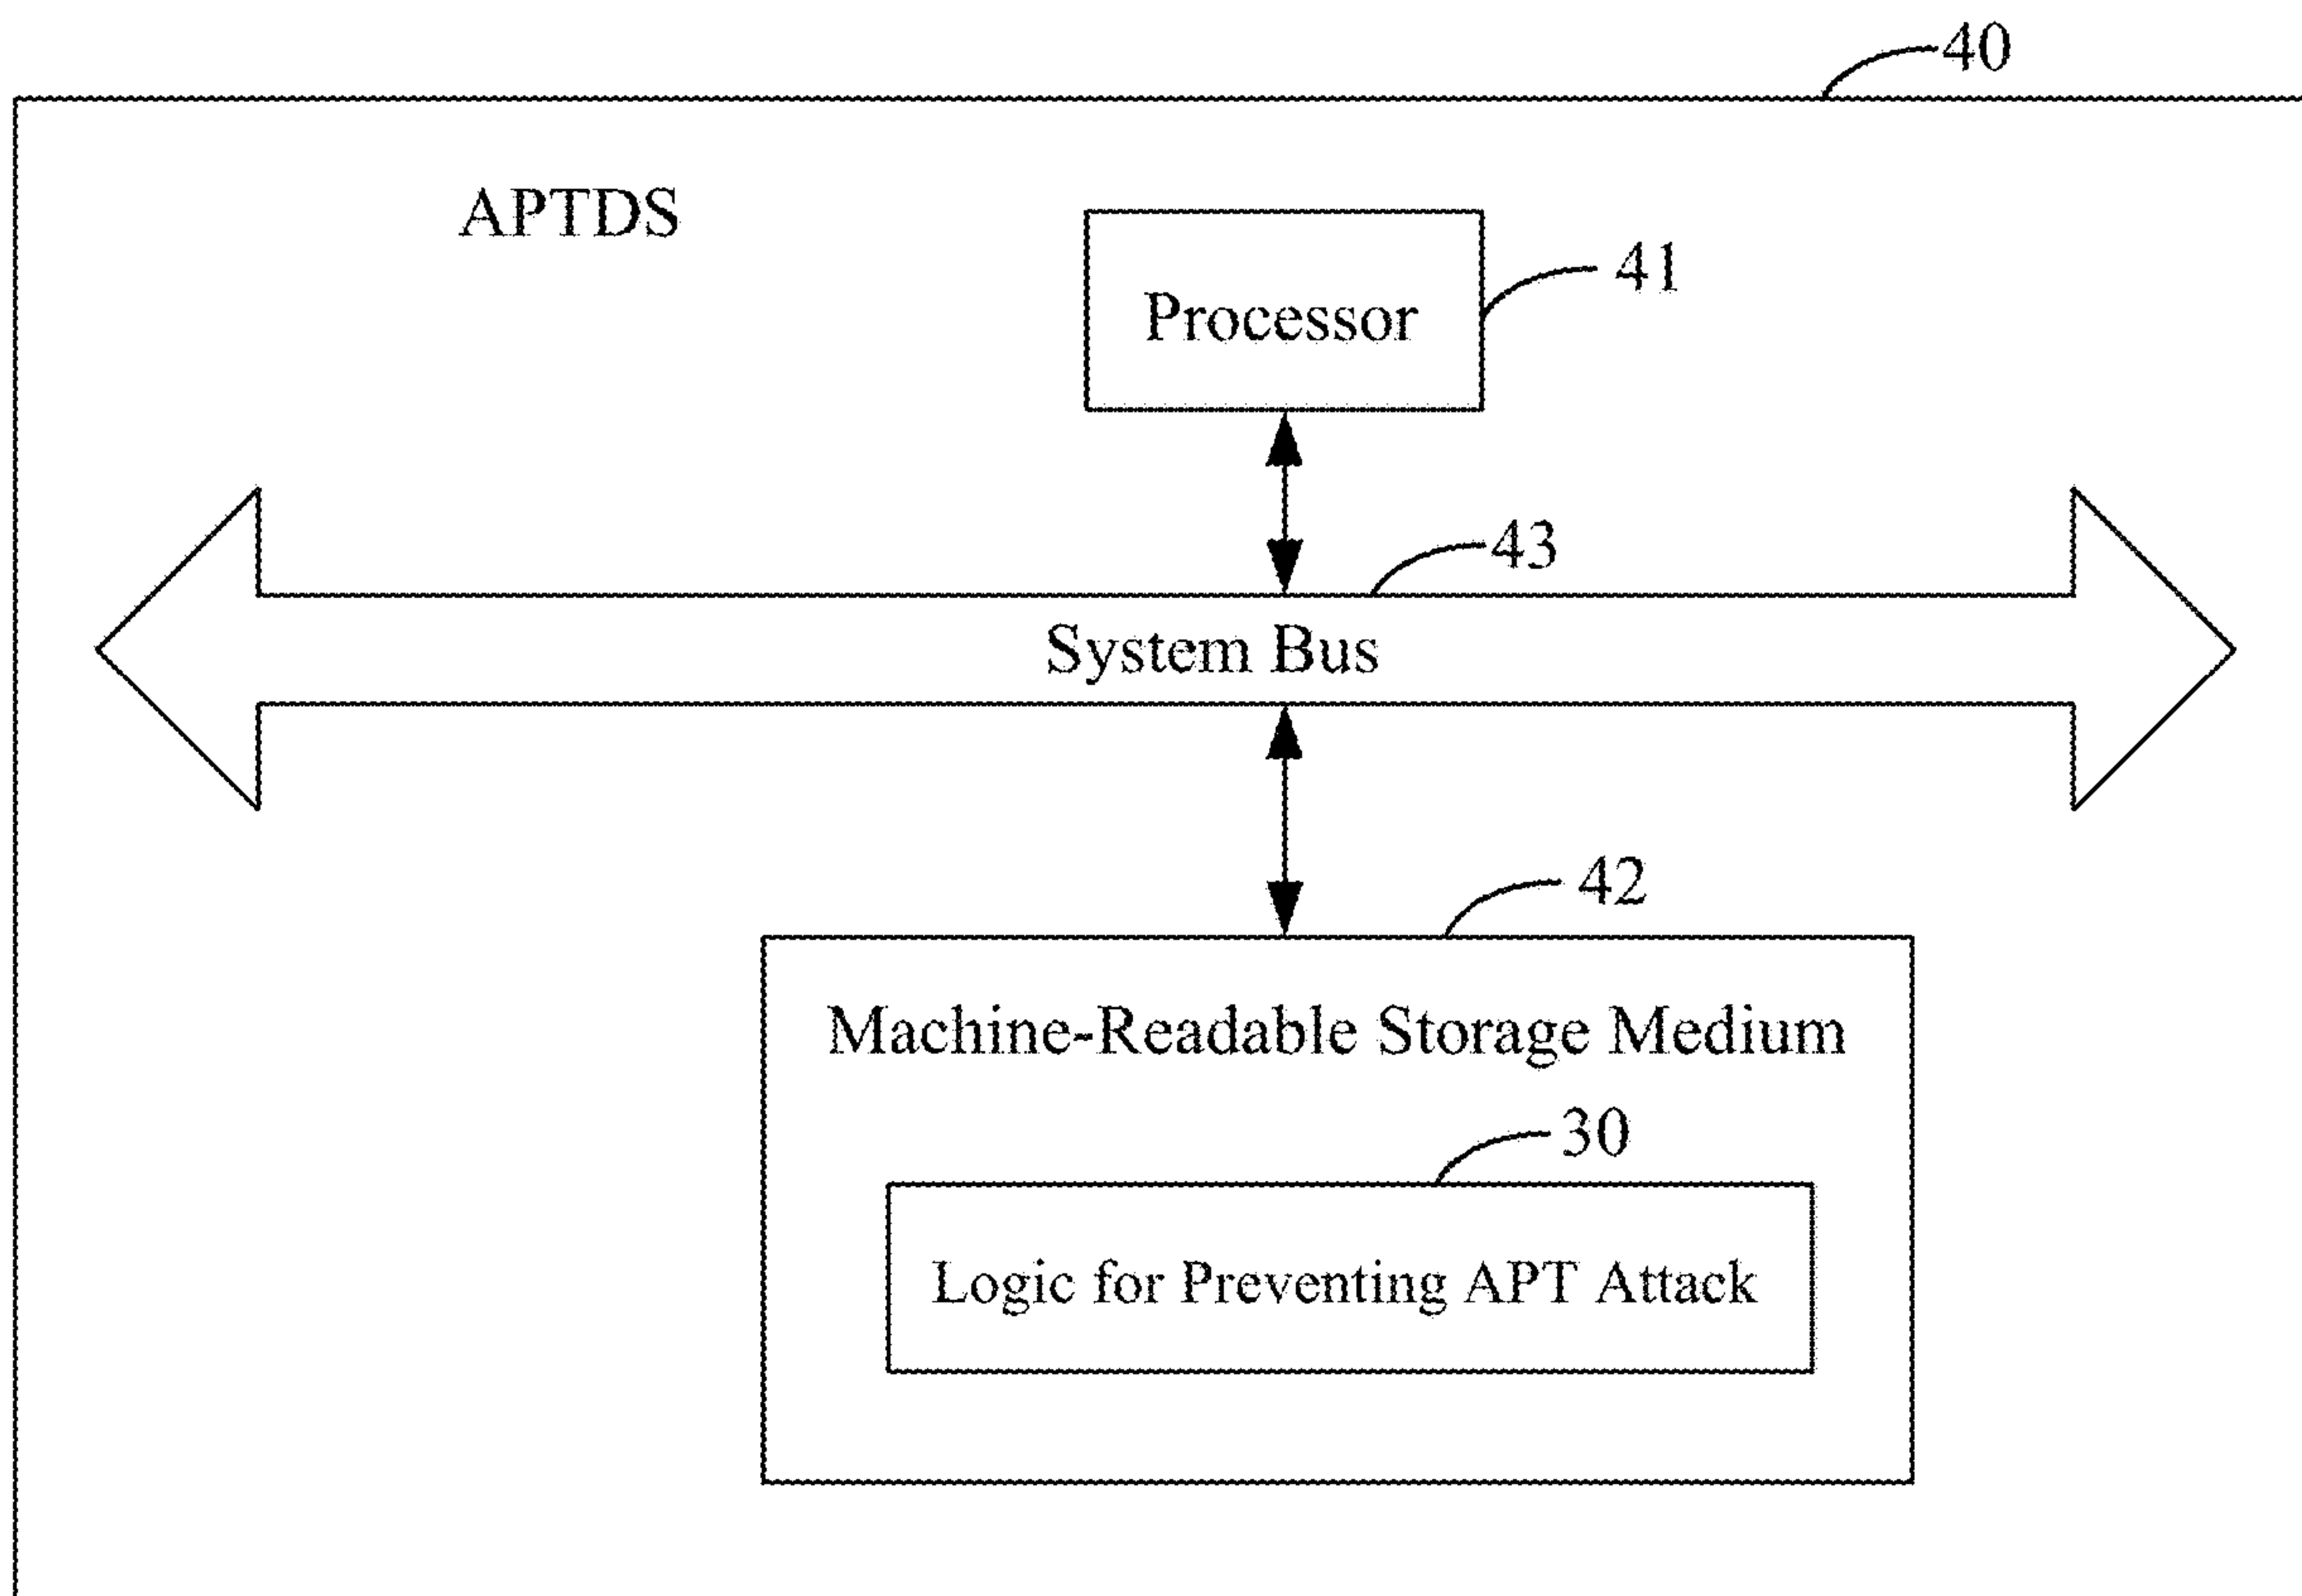 40
APTDS
Processor
41
43
System Bus
42
Machine-Readable Storage Medium
30
Logic for Preventing APT Attack